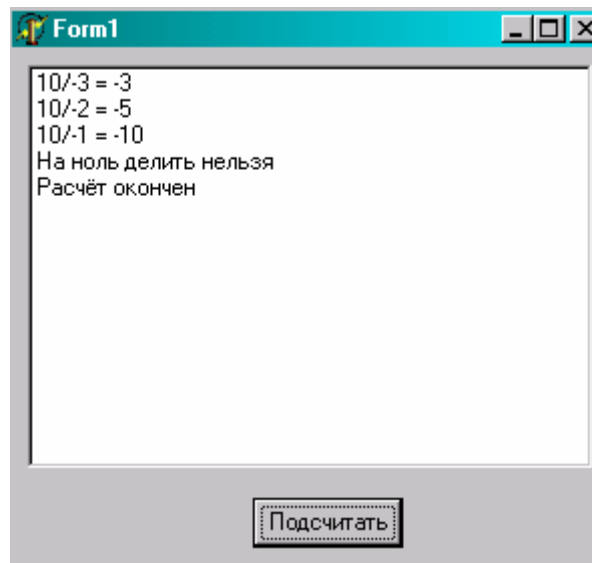 Form1
10/-3 = -3
10/-2 = -5
10/-1 = -10
На ноль делить нельзя
Расчёт окончен
Подсчитать